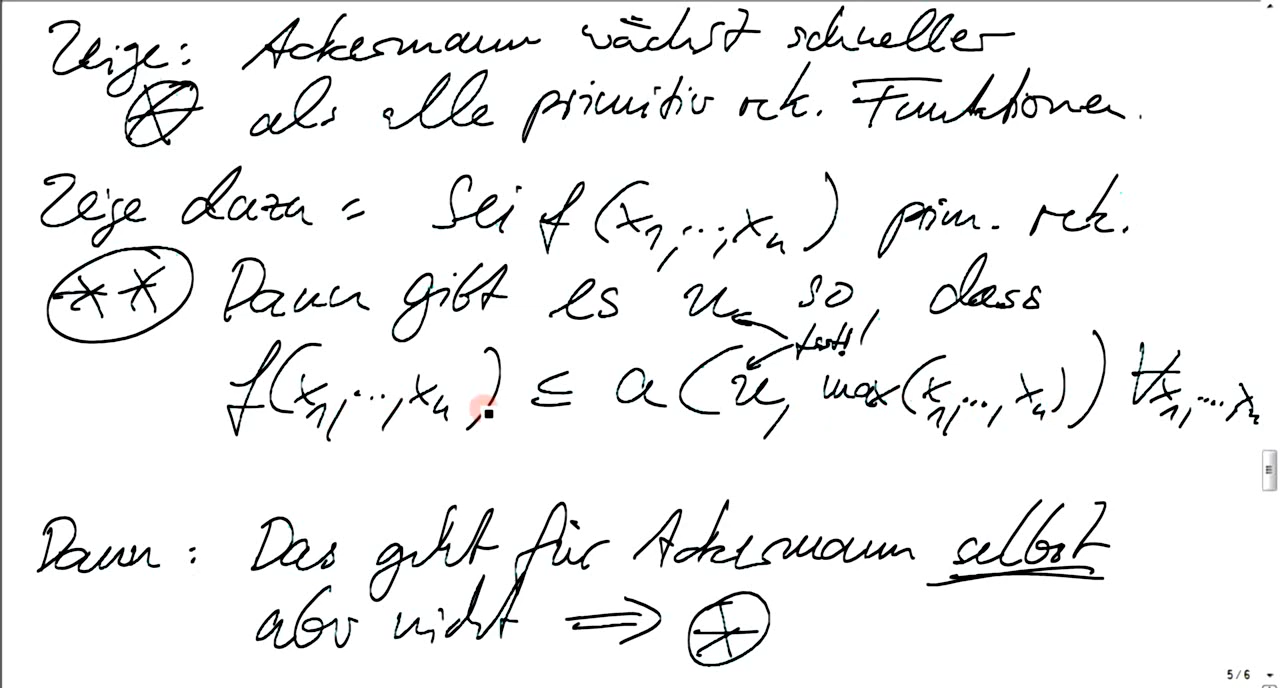 Zeige: Ackermann wächst schneller
(*) als alle primitiv rek. Funktionen.
Zeige dazu: Sei f(x₁,...,xₙ) prim. rek.
(**) Dann gibt es u so, dass
fest!
f(x₁,...,xₙ) ≤ a(u, max(x₁,...,xₙ)) ∀x₁,...,xₙ
Dann: Das geht für Ackermann selbst
aber nicht ⟹ (*)
5/6